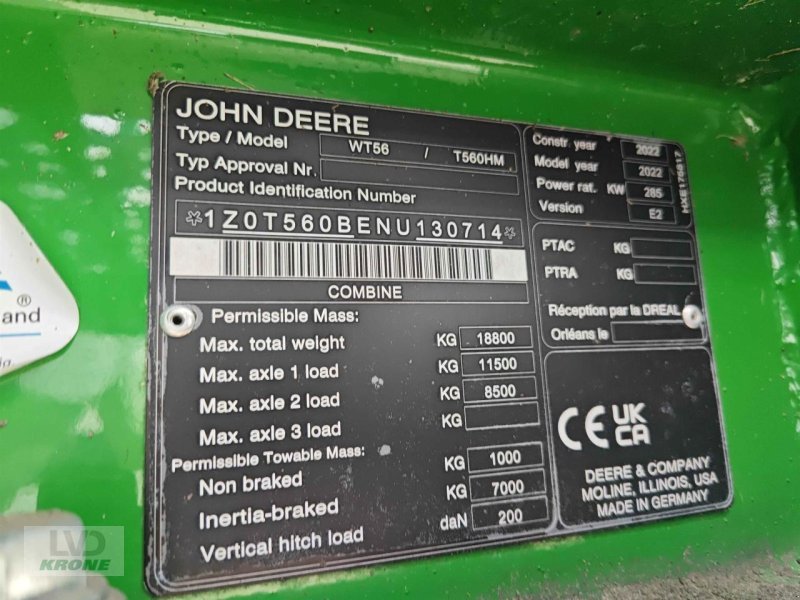 JOHN DEERE
Type / Model WT56 / T560HM
Typ Approval Nr.
Product Identification Number
*1Z0T560BENU130714*
COMBINE
Permissible Mass:
Max. total weight KG 18800
Max. axle 1 load KG 11500
Max. axle 2 load KG 8500
Max. axle 3 load KG
Permissible Towable Mass:
Non braked KG 1000
Inertia-braked KG 7000
Vertical hitch load daN 200
Constr. year 2022
Model year 2022
Power rat. KW 285
Version E2
PTAC KG
PTRA KG
Réception par la DREAL
Orléans le
CE UK
CA
DEERE & COMPANY
MOLINE, ILLINOIS, USA
MADE IN GERMANY
®
and
LVD
KRONE